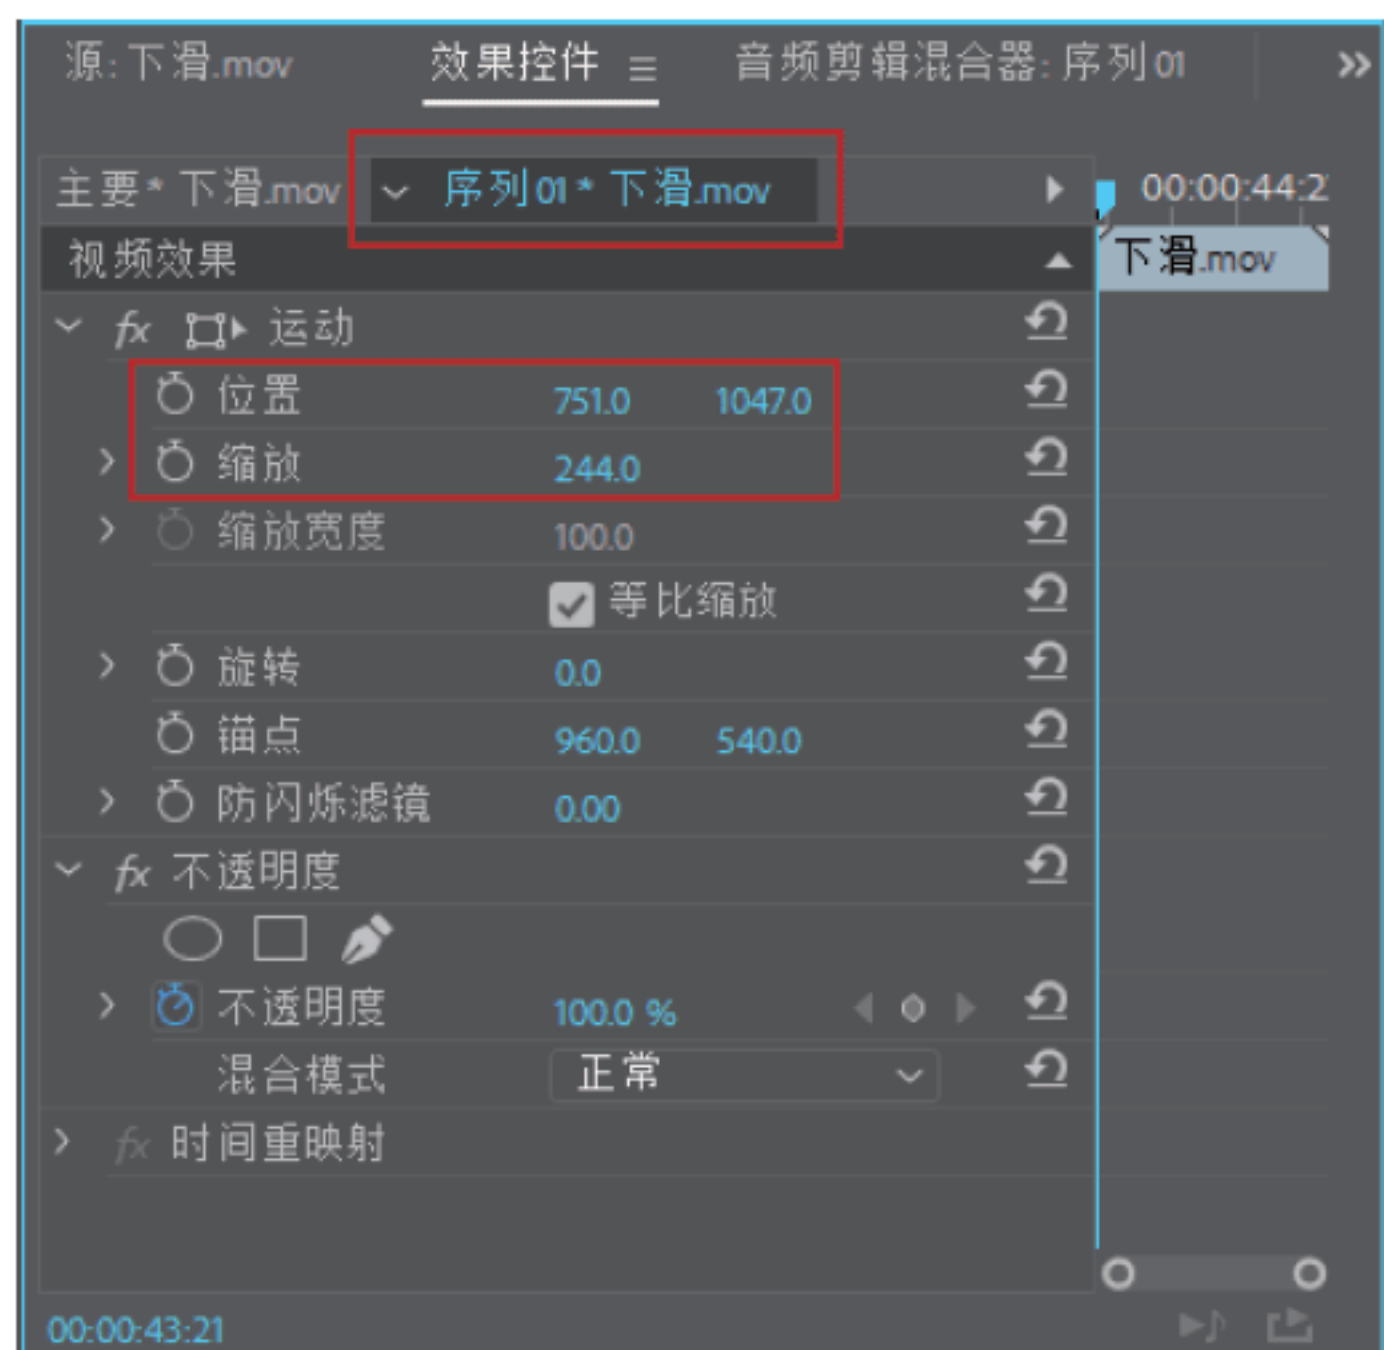 源: 下滑.mov 效果控件 音频剪辑混合器: 序列 01
主要* 下滑.mov 序列 01 * 下滑.mov 00:00:44:2
视频效果 下滑.mov
fx 运动
位置 751.0 1047.0
缩放 244.0
缩放宽度 100.0
等比缩放
旋转 0.0
锚点 960.0 540.0
防闪烁滤镜 0.00
fx 不透明度
不透明度 100.0 %
混合模式 正常
fx 时间重映射
00:00:43:21